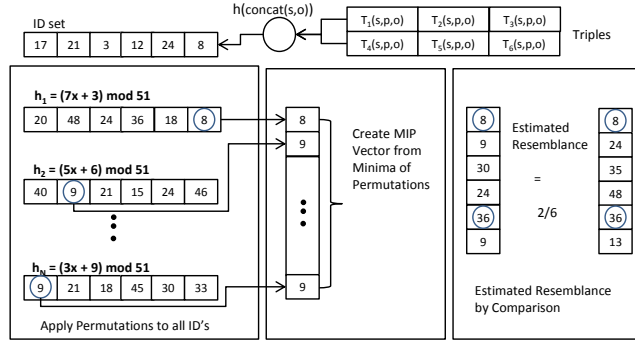 ID set
h(concat(s,o))
T1(s,p,o) T2(s,p,o) T3(s,p,o)
T4(s,p,o) T5(s,p,o) T6(s,p,o)
Triples
17 21 3 12 24 8
h1 = (7x + 3) mod 51
20 48 24 36 18 8
h2 = (5x + 6) mod 51
40 9 21 15 24 46
hN = (3x + 9) mod 51
9 21 18 45 30 33
Apply Permutations to all ID's
8
9
9
Create MIP
Vector from
Minima of
Permutations
8
9
30
24
36
9
Estimated
Resemblance
=
2/6
8
24
35
48
36
13
Estimated Resemblance
by Comparison